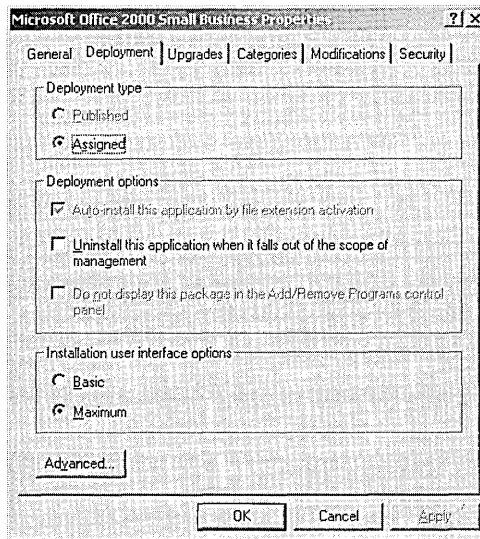 Microsoft Office 2000 Small Business Properties ? X
General Deployment Upgrades Categories Modifications Security
Deployment type
Published
Assigned
Deployment options
Auto-install this application by file extension activation
Uninstall this application when it falls out of the scope of
management
Do not display this package in the Add/Remove Programs control
panel
Installation user interface options
Basic
Maximum
Advanced...
OK Cancel Apply